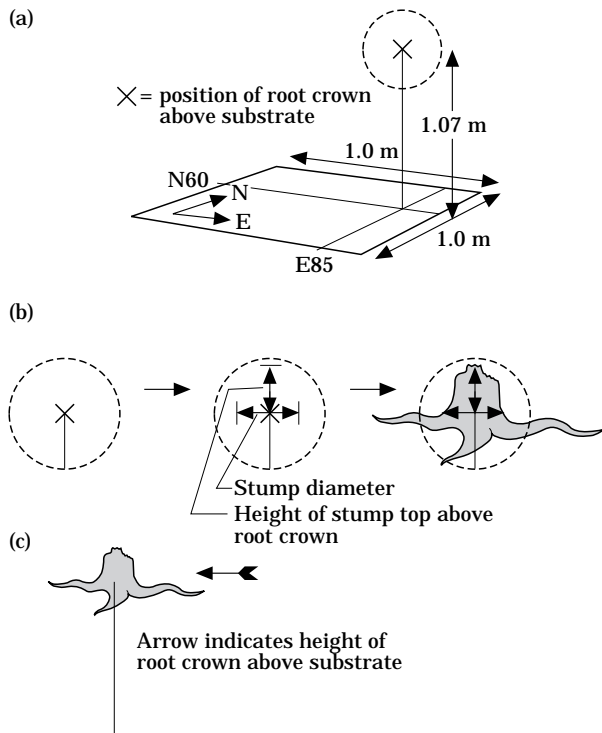 (a)
✕ = position of root crown
above substrate
1.07 m
1.0 m
N60
N
E
1.0 m
E85
(b)
Stump diameter
Height of stump top above
root crown
(c)
Arrow indicates height of
root crown above substrate